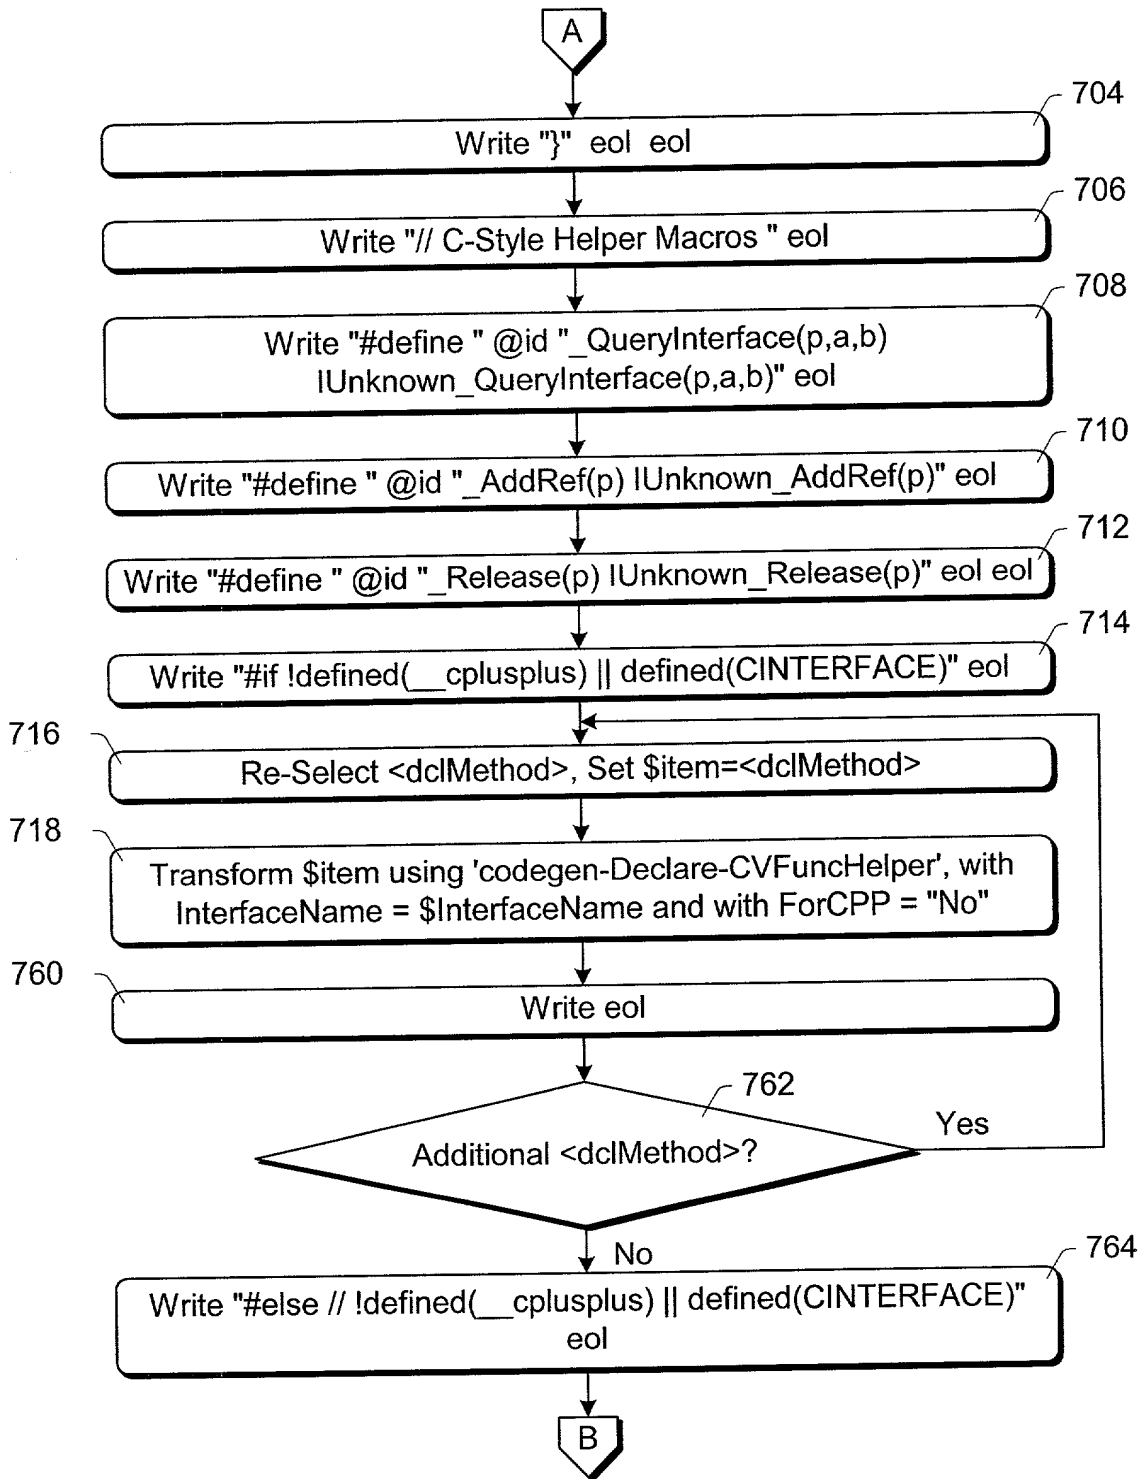 A
704
Write "}" eol eol
706
Write "// C-Style Helper Macros " eol
708
Write "#define " @id "_QueryInterface(p,a,b)
IUnknown_QueryInterface(p,a,b)" eol
710
Write "#define " @id "_AddRef(p) IUnknown_AddRef(p)" eol
712
Write "#define " @id "_Release(p) IUnknown_Release(p)" eol eol
714
Write "#if !defined(__cplusplus) || defined(CINTERFACE)" eol
716
Re-Select <dclMethod>, Set $item=<dclMethod>
718
Transform $item using 'codegen-Declare-CVFuncHelper', with
InterfaceName = $InterfaceName and with ForCPP = "No"
760
Write eol
762
Additional <dclMethod>?
Yes
No
764
Write "#else // !defined(__cplusplus) || defined(CINTERFACE)"
eol
B